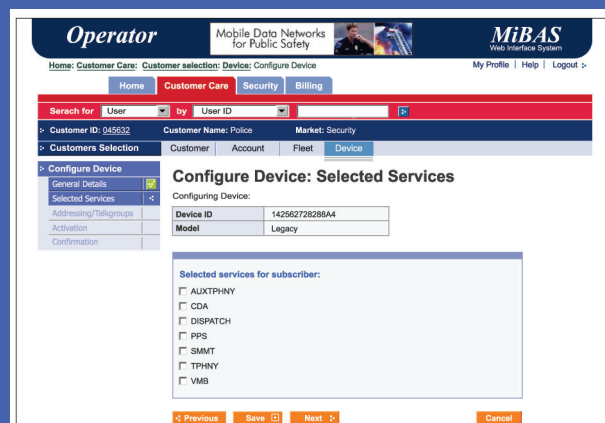 Operator
Mobile Data Networks
for Public Safety
MiBAS
Web Interface System
Home: Customer Care: Customer selection: Device: Configure Device
My Profile | Help | Logout
Home Customer Care Security Billing
Serach for User by User ID
Customer ID: 045632 Customer Name: Police Market: Security
Customers Selection Customer Account Fleet Device
Configure Device
General Details
Selected Services
Addressing/Talkgroups
Activation
Confirmation
Configure Device: Selected Services
Configuring Device:
Device ID 142562728288A4
Model Legacy
Selected services for subscriber:
AUXTPHNY
CDA
DISPATCH
PPS
SMMT
TPHNY
VMB
Previous Save Next Cancel